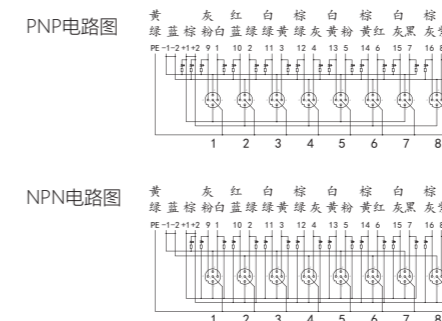 PNP电路图
黄 灰 红 白 棕 白 棕 白 棕
绿 蓝 棕 粉白 蓝绿 绿黄 绿灰 黄粉 黄红 灰黑
PE -1-2 +1+2 9 1 10 2 11 3 12 4 13 5 14 6 15 7 16 8
1 2 3 4 5 6 7 8
NPN电路图
黄 灰 红 白 棕 白 棕 白 棕
绿 蓝 棕 粉白 蓝绿 绿绿 灰黄粉 黄红 灰黑
PE -1-2 +1+2 9 1 10 2 11 3 12 4 13 5 14 6 15 7 16 8
1 2 3 4 5 6 7 8